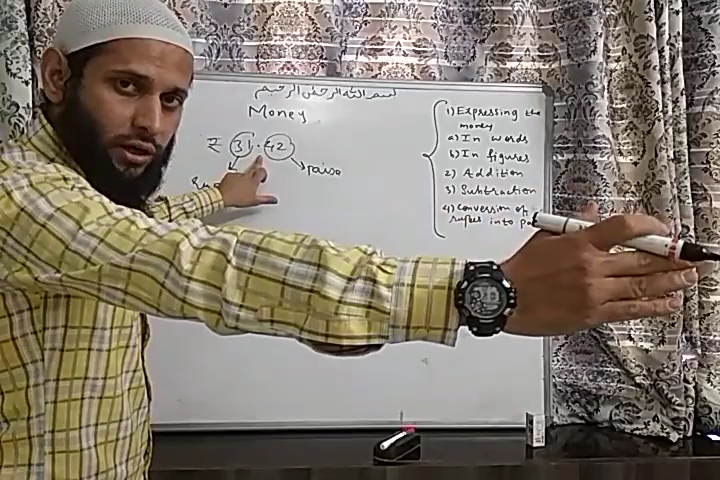 بسم الله الرحمن الرحيم
Money
₹ 31.42
paise
1) Expressing the
money
a) In words
b) In figures
2) Addition
3) Subtraction
4) Conversion of
rupees into